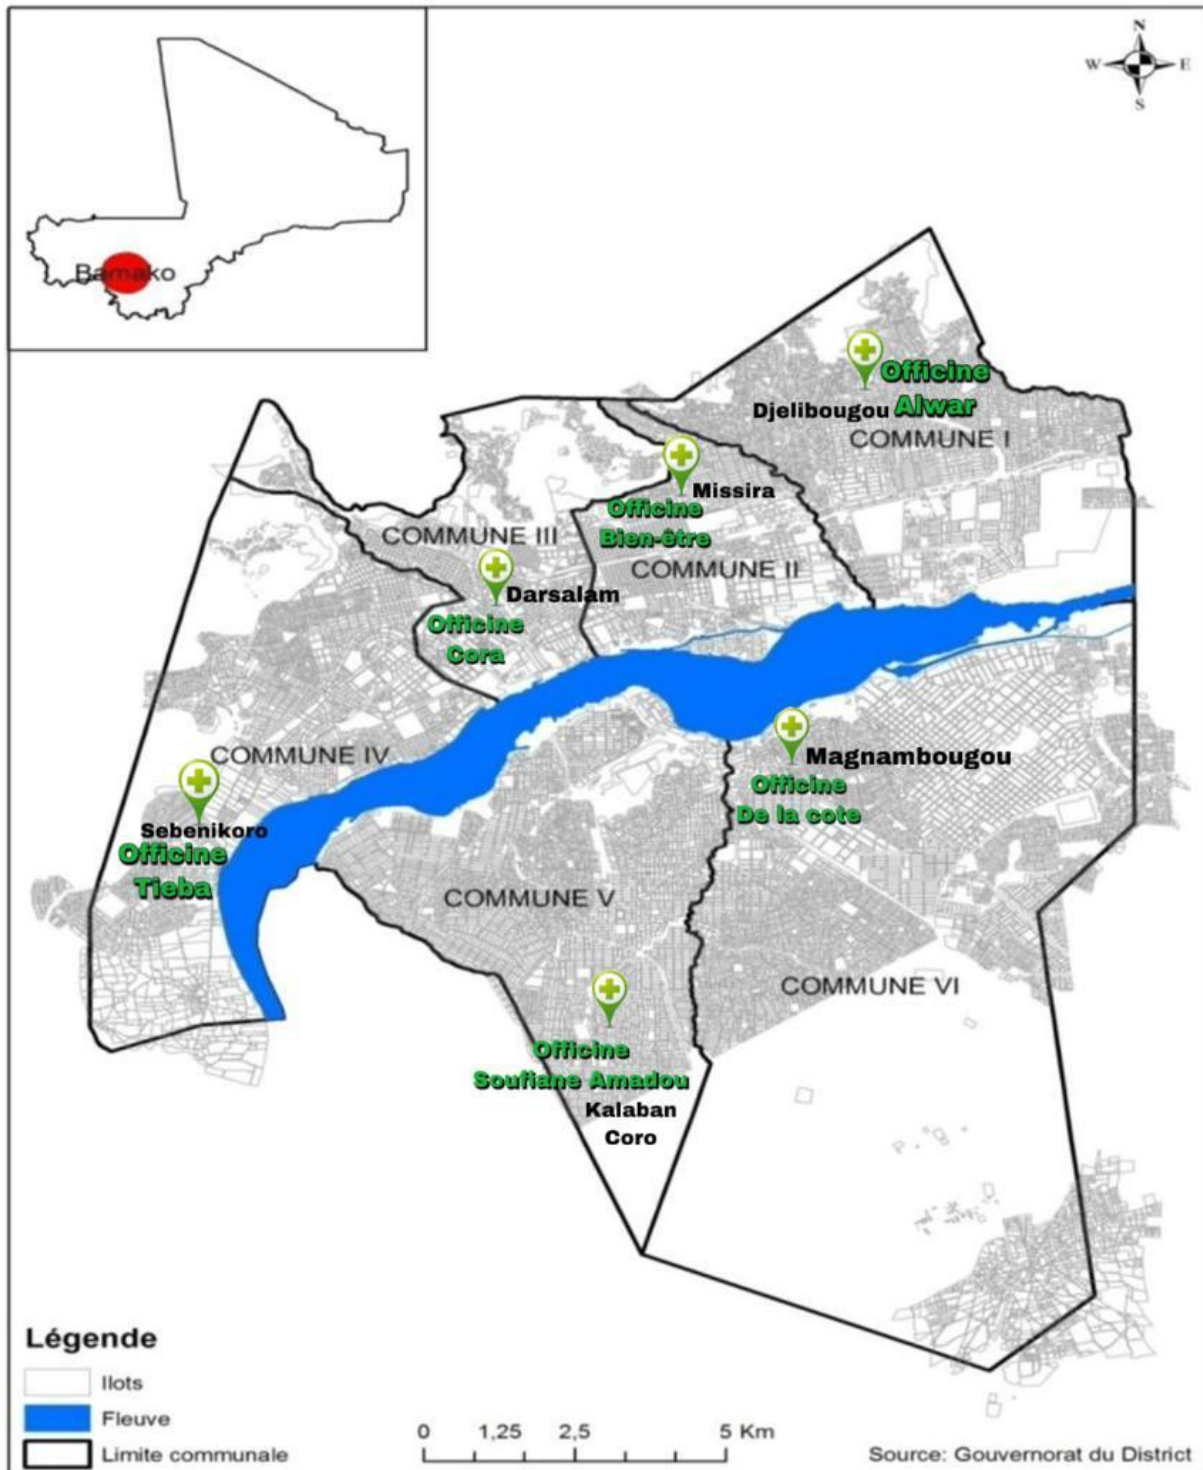 N
W E
S
Bamako
Officine
Alwar
Djelibougou
COMMUNE I
Missira
Officine
Bien-être
COMMUNE III
COMMUNE II
Darsalam
Officine
Cora
COMMUNE IV
Magnambougou
Officine
De la cote
Sebenikoro
Officine
Tieba
COMMUNE V
COMMUNE VI
Officine
Soufiane Amadou
Kalaban
Coro
Légende
Ilots
Fleuve
Limite communale
0 1,25 2,5 5 Km
Source: Gouvernorat du District